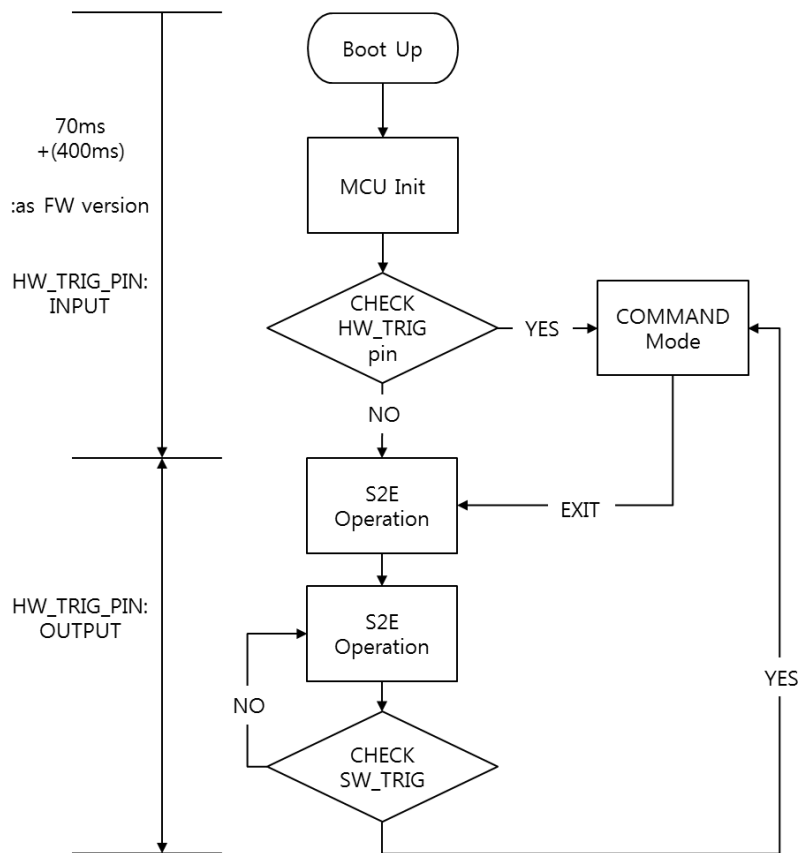 Boot Up
70ms
+(400ms)
:as FW version
MCU Init
HW_TRIG_PIN:
INPUT
CHECK
HW_TRIG
pin
YES
COMMAND
Mode
NO
S2E
Operation
EXIT
HW_TRIG_PIN:
OUTPUT
S2E
Operation
YES
NO
CHECK
SW_TRIG